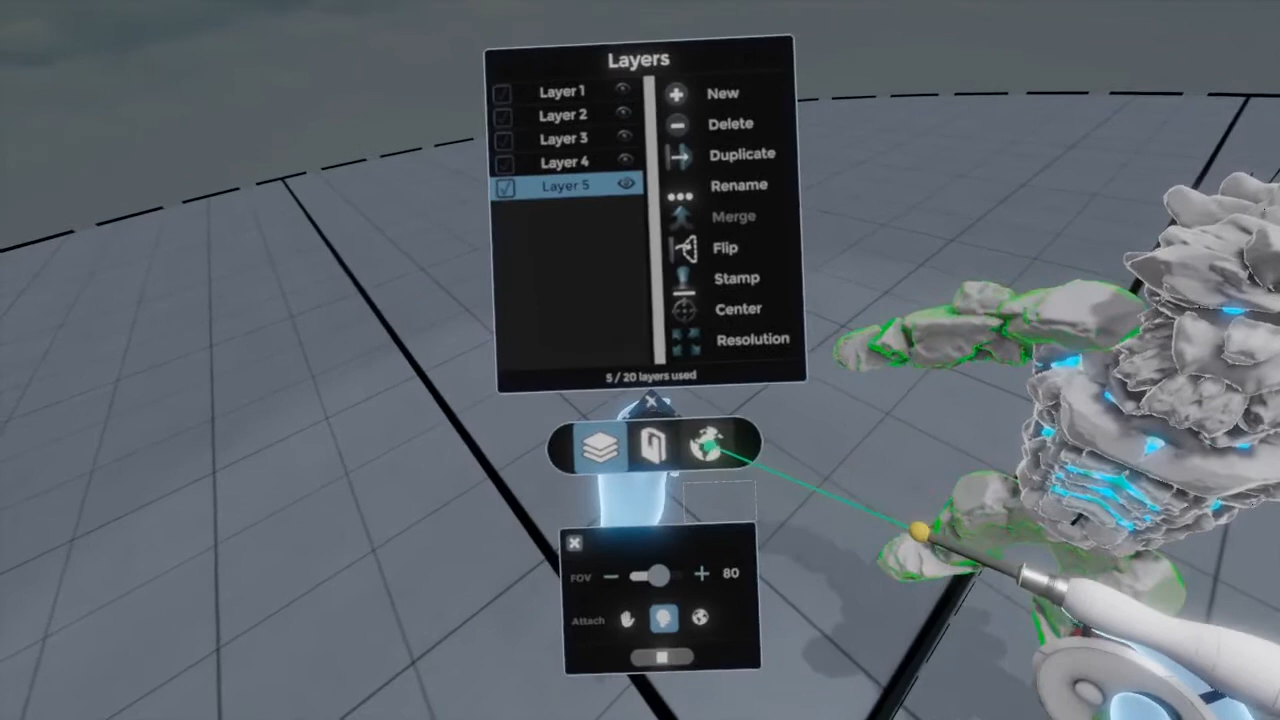 Layers
Layer 1
Layer 2
Layer 3
Layer 4
Layer 5
New
Delete
Duplicate
Rename
Merge
Flip
Stamp
Center
Resolution
5 / 20 layers used
FOV
80
Attach